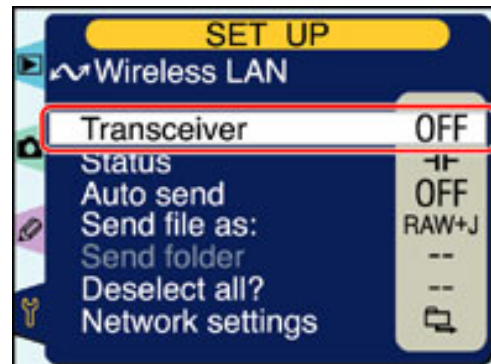 SET UP
Wireless LAN
Transceiver OFF
Status
Auto send OFF
Send file as: RAW+J
Send folder --
Deselect all? --
Network settings